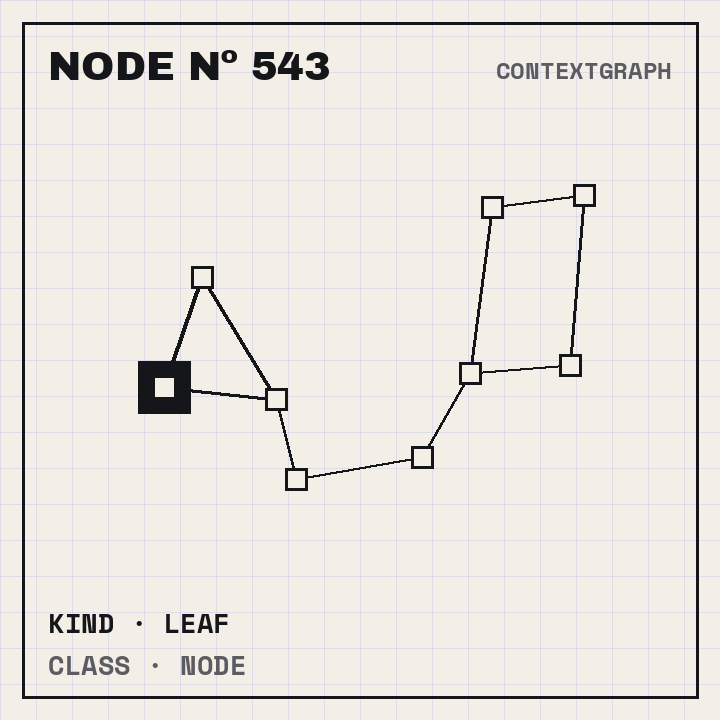 NODE Nº 543
CONTEXTGRAPH
KIND · LEAF
CLASS · NODE